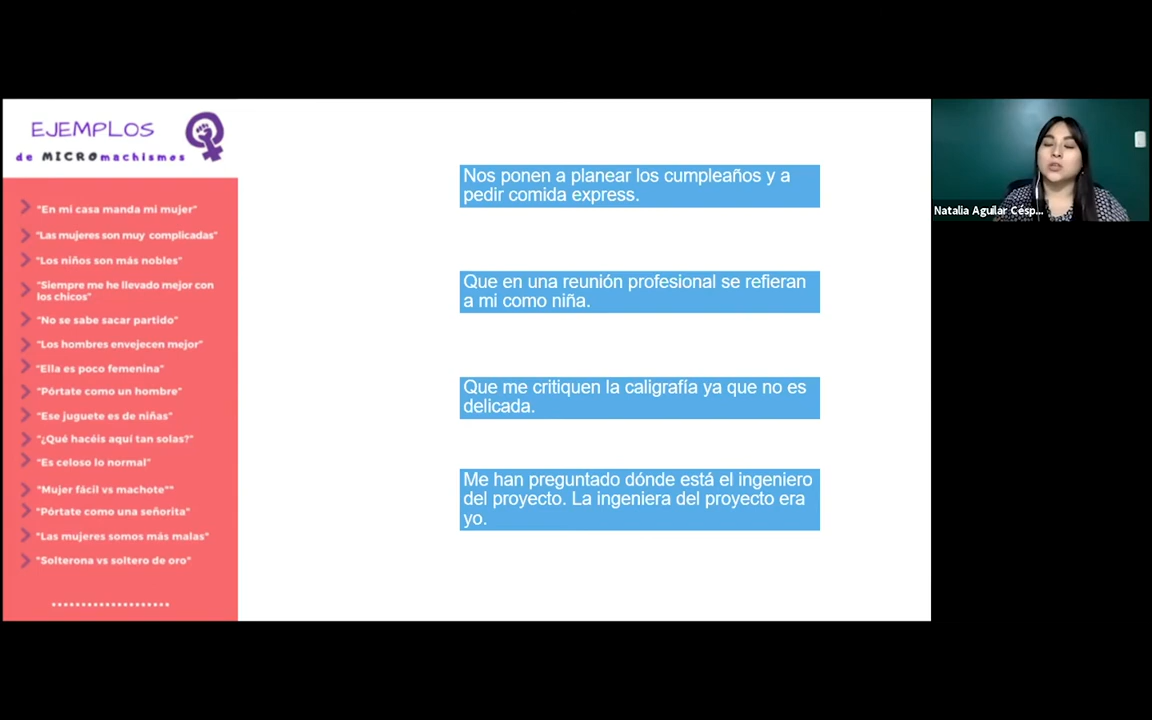 EJEMPLOS
de MICROmachismos
"En mi casa manda mi mujer"
"Las mujeres son muy complicadas"
"Los niños son más nobles"
"Siempre me he llevado mejor con
los chicos"
"No se sabe sacar partido"
"Los hombres envejecen mejor"
"Ella es poco femenina"
"Pórtate como un hombre"
"Ese juguete es de niñas"
"¿Qué hacéis aquí tan solas?"
"Es celoso lo normal"
"Mujer fácil vs machote""
"Pórtate como una señorita"
"Las mujeres somos más malas"
"Solterona vs soltero de oro"
Nos ponen a planear los cumpleaños y a
pedir comida express.
Que en una reunión profesional se refieran
a mi como niña.
Que me critiquen la caligrafía ya que no es
delicada.
Me han preguntado dónde está el ingeniero
del proyecto. La ingeniera del proyecto era
yo.
Natalia Aguilar Césp...